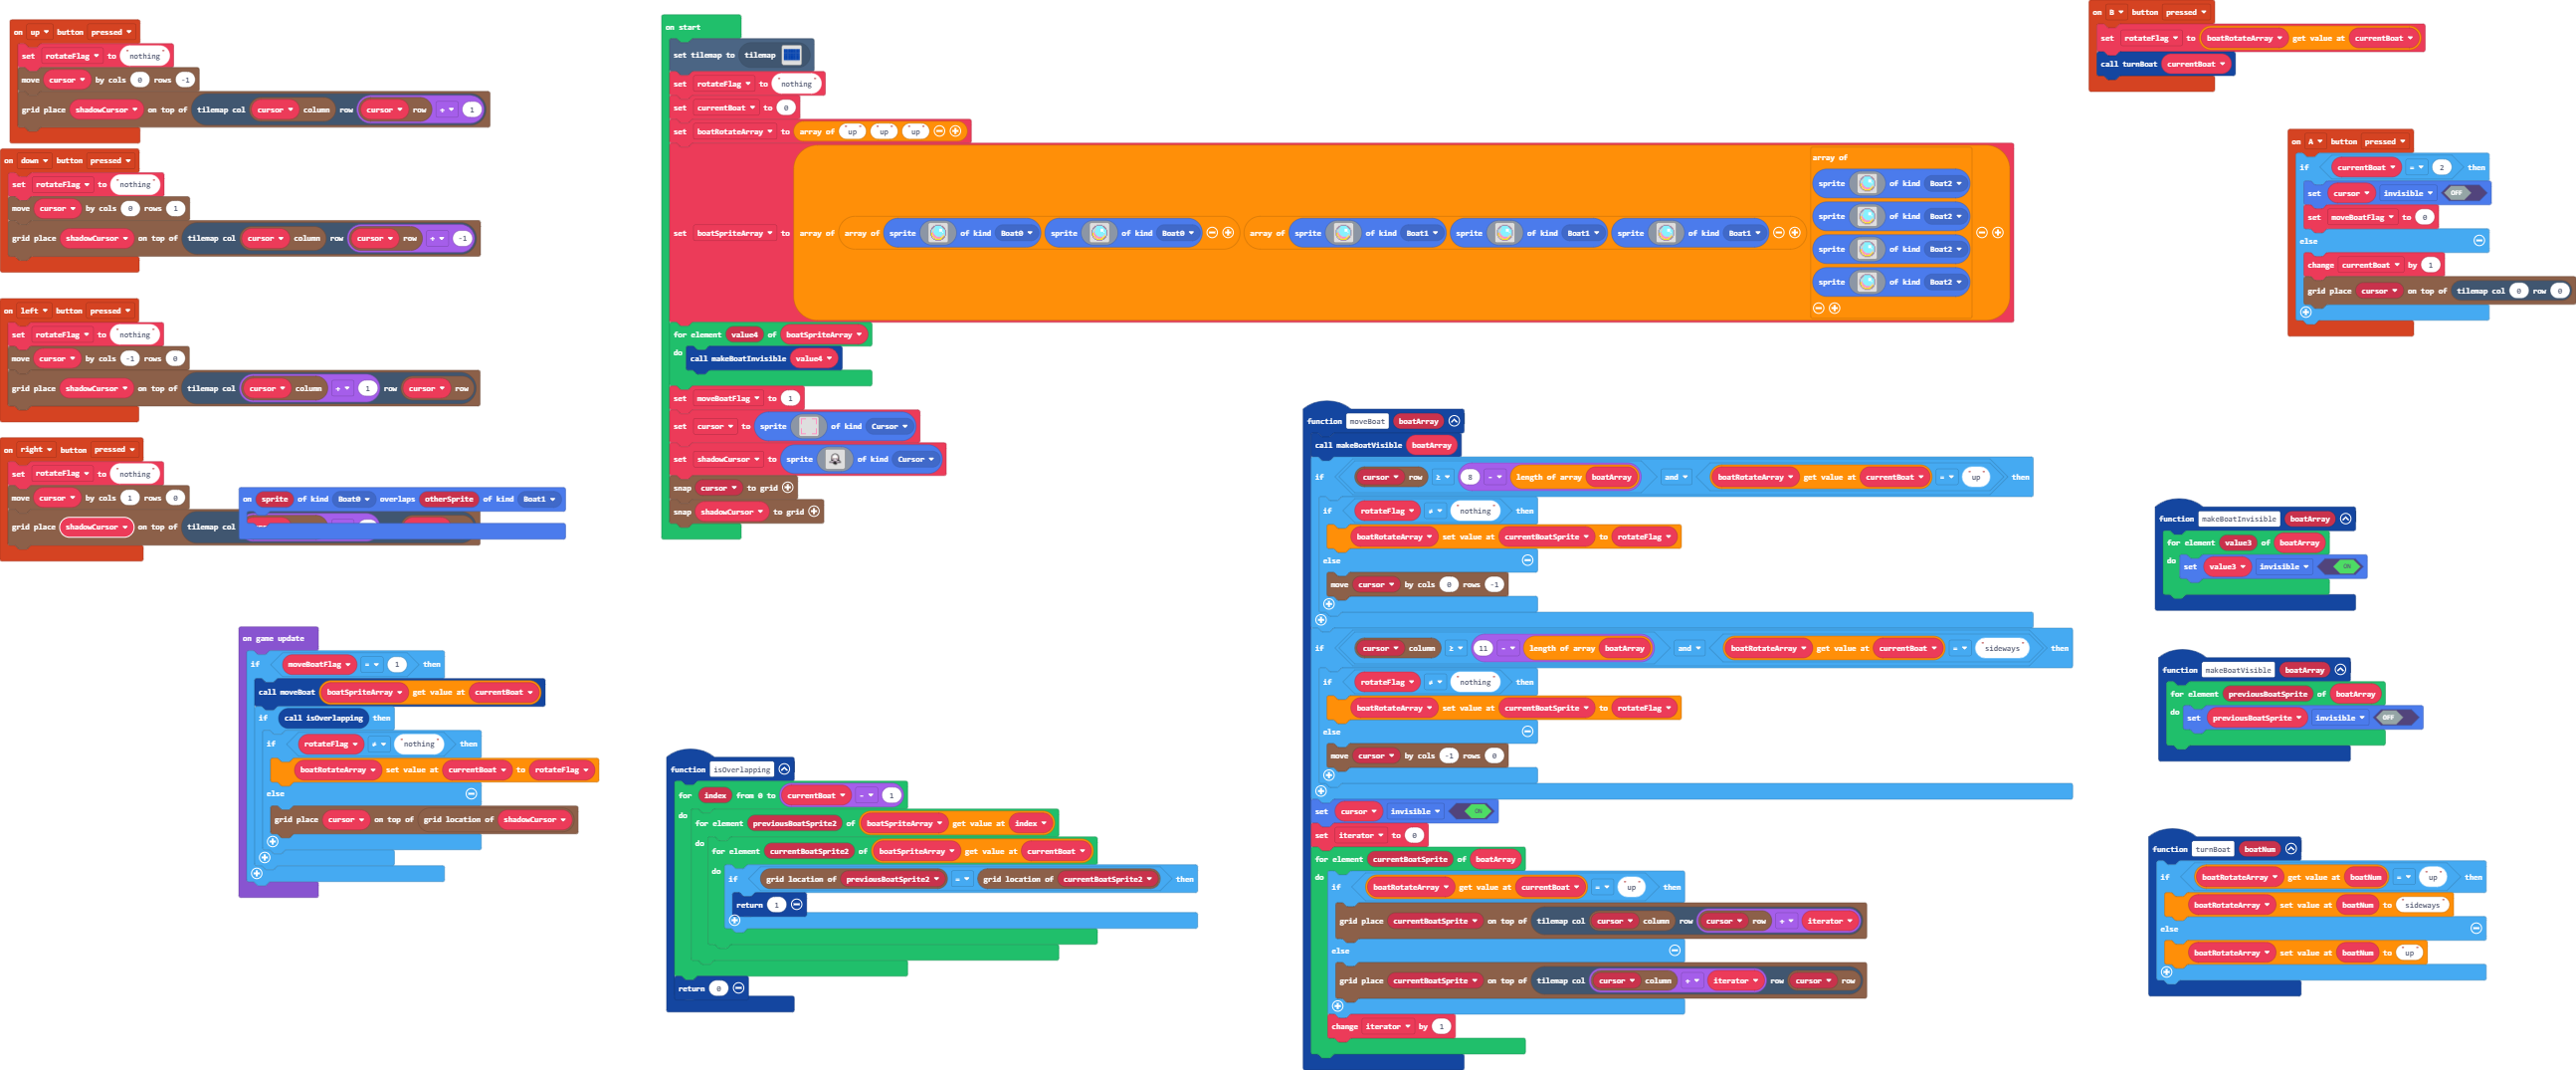 on up button pressed
set rotateFlag to "nothing"
move cursor by cols 0 rows -1
grid place shadowCursor on top of tilemap col cursor column row cursor row + 1
on down button pressed
set rotateFlag to "nothing"
move cursor by cols 0 rows 1
grid place shadowCursor on top of tilemap col cursor column row cursor row + -1
on left button pressed
set rotateFlag to "nothing"
move cursor by cols -1 rows 0
grid place shadowCursor on top of tilemap col cursor column + 1 row cursor row
on right button pressed
set rotateFlag to "nothing"
move cursor by cols 1 rows 0
grid place shadowCursor on top of tilemap col
on sprite of kind Boat0 overlaps otherSprite of kind Boat1
on game update
if moveBoatFlag = 1 then
call moveBoat boatSpriteArray get value at currentBoat
if call isOverlapping then
if rotateFlag ≠ "nothing" then
boatRotateArray set value at currentBoat to rotateFlag
else
grid place cursor on top of grid location of shadowCursor
on start
set tilemap to tilemap
set rotateFlag to "nothing"
set currentBoat to 0
set boatRotateArray to array of "up" "up" "up"
set boatSpriteArray to array of array of sprite of kind Boat0 sprite of kind Boat0 array of sprite of kind Boat1 sprite of kind Boat1 sprite of kind Boat1
array of
sprite of kind Boat2
sprite of kind Boat2
sprite of kind Boat2
sprite of kind Boat2
for element value4 of boatSpriteArray
do call makeBoatInvisible value4
set moveBoatFlag to 1
set cursor to sprite of kind Cursor
set shadowCursor to sprite of kind Cursor
snap cursor to grid
snap shadowCursor to grid
function isOverlapping
for index from 0 to currentBoat - 1
do for element previousBoatSprite2 of boatSpriteArray get value at index
do for element currentBoatSprite2 of boatSpriteArray get value at currentBoat
do if grid location of previousBoatSprite2 = grid location of currentBoatSprite2 then
return 1
return 0
function moveBoat boatArray
call makeBoatVisible boatArray
if cursor row ≥ 8 - length of array boatArray and boatRotateArray get value at currentBoat = "up" then
if rotateFlag ≠ "nothing" then
boatRotateArray set value at currentBoatSprite to rotateFlag
else
move cursor by cols 0 rows -1
if cursor column ≥ 11 - length of array boatArray and boatRotateArray get value at currentBoat = "sideways" then
if rotateFlag ≠ "nothing" then
boatRotateArray set value at currentBoatSprite to rotateFlag
else
move cursor by cols -1 rows 0
set cursor invisible ON
set iterator to 0
for element currentBoatSprite of boatArray
do if boatRotateArray get value at currentBoat = "up" then
grid place currentBoatSprite on top of tilemap col cursor column row cursor row + iterator
else
grid place currentBoatSprite on top of tilemap col cursor column + iterator row cursor row
change iterator by 1
on B button pressed
set rotateFlag to boatRotateArray get value at currentBoat
call turnBoat currentBoat
on A button pressed
if currentBoat = 2 then
set cursor invisible OFF
set moveBoatFlag to 0
else
change currentBoat by 1
grid place cursor on top of tilemap col 0 row 0
function makeBoatInvisible boatArray
for element value3 of boatArray
do set value3 invisible ON
function makeBoatVisible boatArray
for element previousBoatSprite of boatArray
do set previousBoatSprite invisible OFF
function turnBoat boatNum
if boatRotateArray get value at boatNum = "up" then
boatRotateArray set value at boatNum to "sideways"
else
boatRotateArray set value at boatNum to "up"